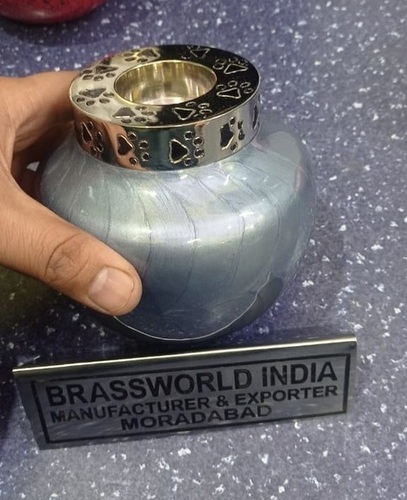 BRASSWORLD INDIA
MANUFACTURER & EXPORTER
MORADABAD